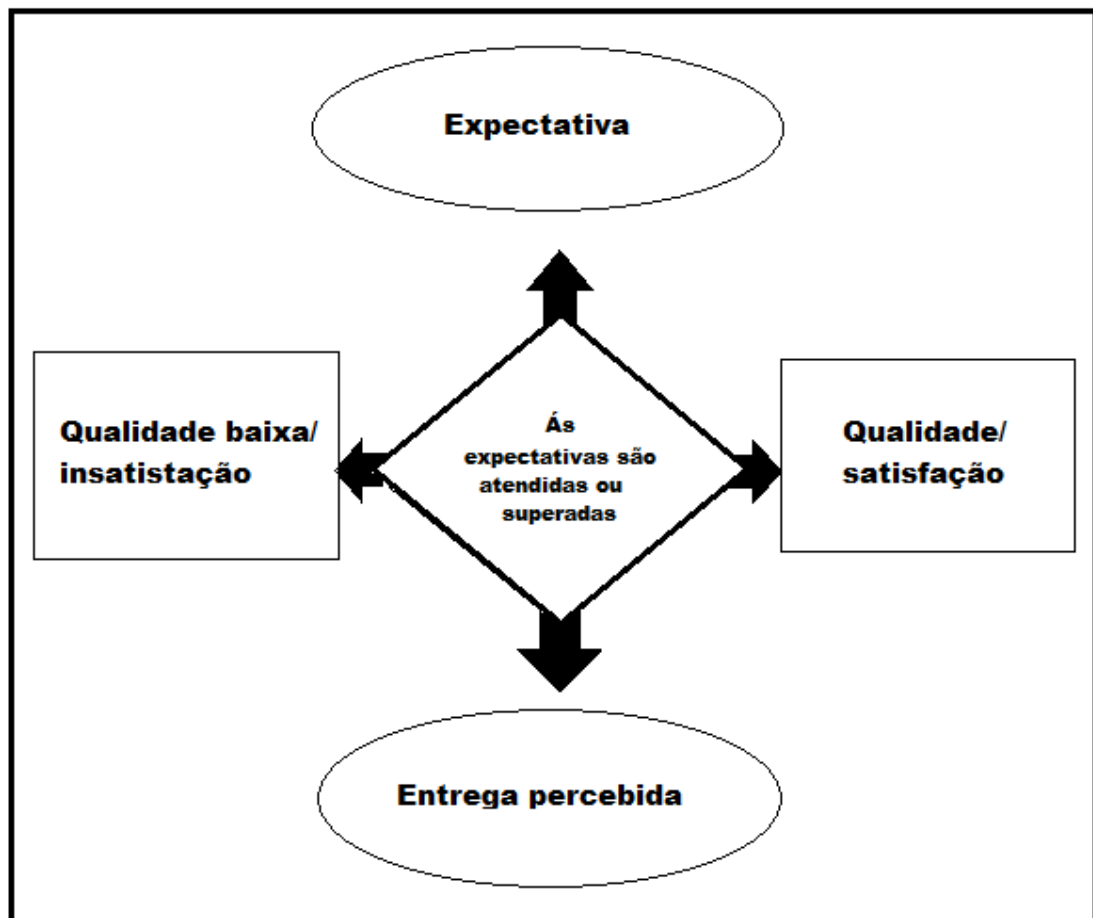 Expectativa
Qualidade baixa/
insatistação
Ás
expectativas são
atendidas ou
superadas
Qualidade/
satisfação
Entrega percebida